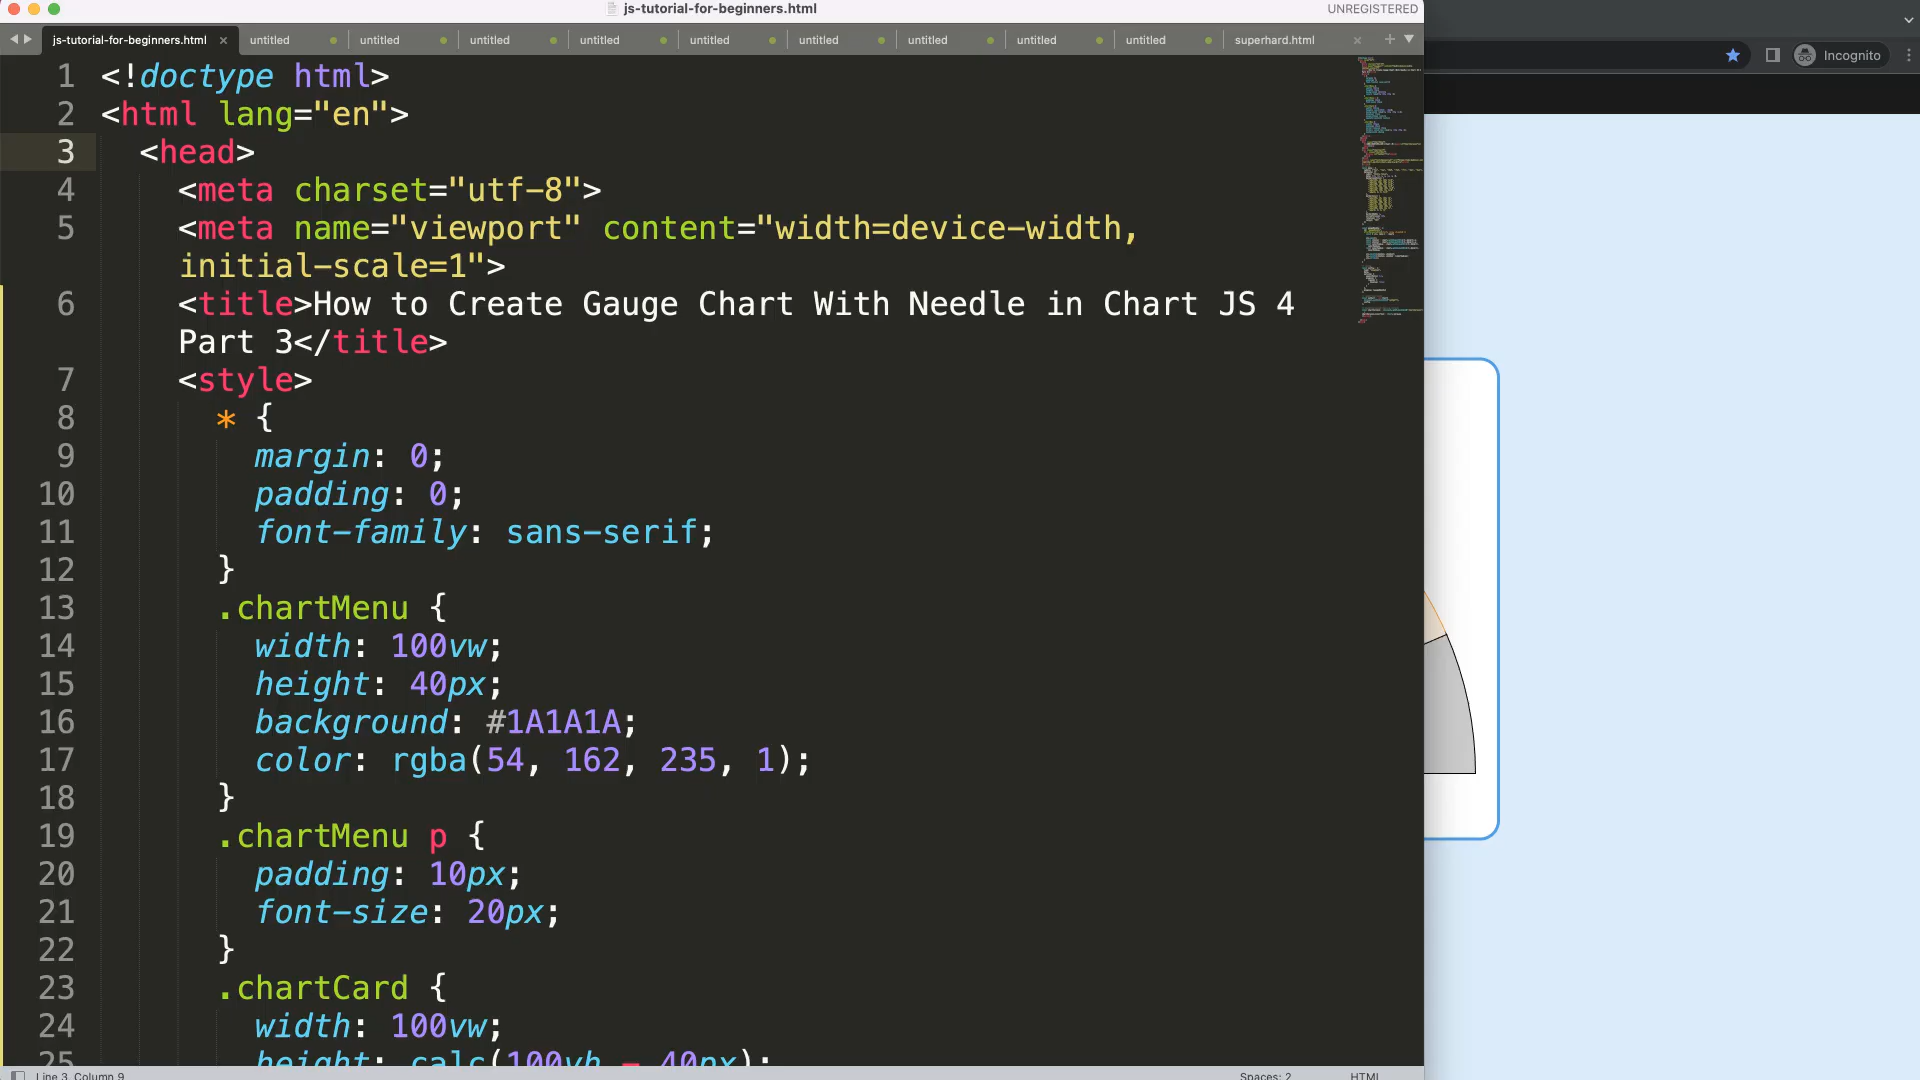 js-tutorial-for-beginners.html
UNREGISTERED
js-tutorial-for-beginners.html × untitled untitled untitled untitled untitled untitled untitled untitled untitled superhard.html × +
Incognito
1 <!doctype html>
2 <html lang="en">
3 <head>
4 <meta charset="utf-8">
5 <meta name="viewport" content="width=device-width,
initial-scale=1">
6 <title>How to Create Gauge Chart With Needle in Chart JS 4
Part 3</title>
7 <style>
8 * {
9 margin: 0;
10 padding: 0;
11 font-family: sans-serif;
12 }
13 .chartMenu {
14 width: 100vw;
15 height: 40px;
16 background: #1A1A1A;
17 color: rgba(54, 162, 235, 1);
18 }
19 .chartMenu p {
20 padding: 10px;
21 font-size: 20px;
22 }
23 .chartCard {
24 width: 100vw;
25 height: calc(100vh - 40px);
Line 3, Column 9
Spaces: 2
HTML